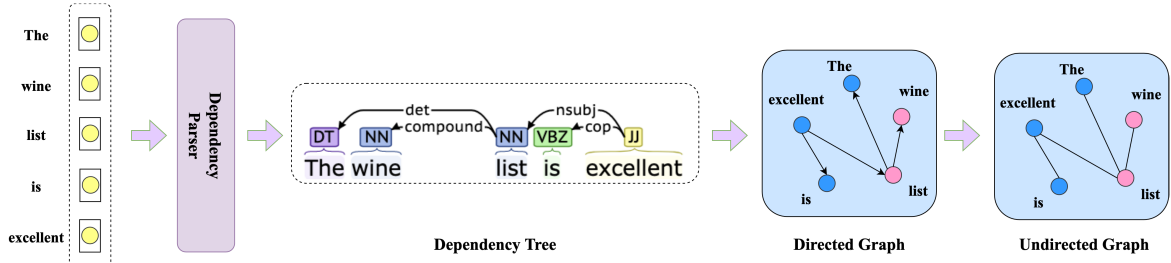 The
wine
list
is
excellent
Dependency
Parser
det
nsubj
compound
cop
DT NN NN VBZ JJ
The wine list is excellent
Dependency Tree
The
wine
excellent
is
list
Directed Graph
The
wine
excellent
is
list
Undirected Graph